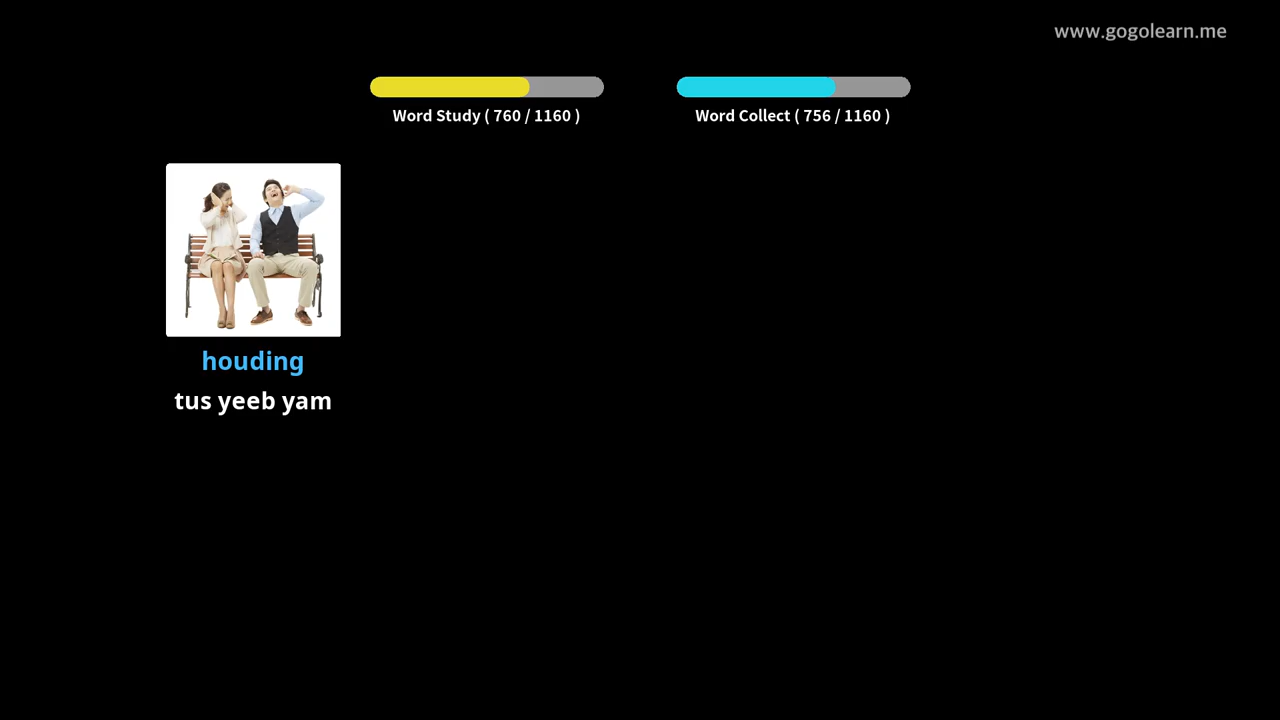 www.gogolearn.me
Word Study ( 760 / 1160 )
Word Collect ( 756 / 1160 )
houding
tus yeeb yam